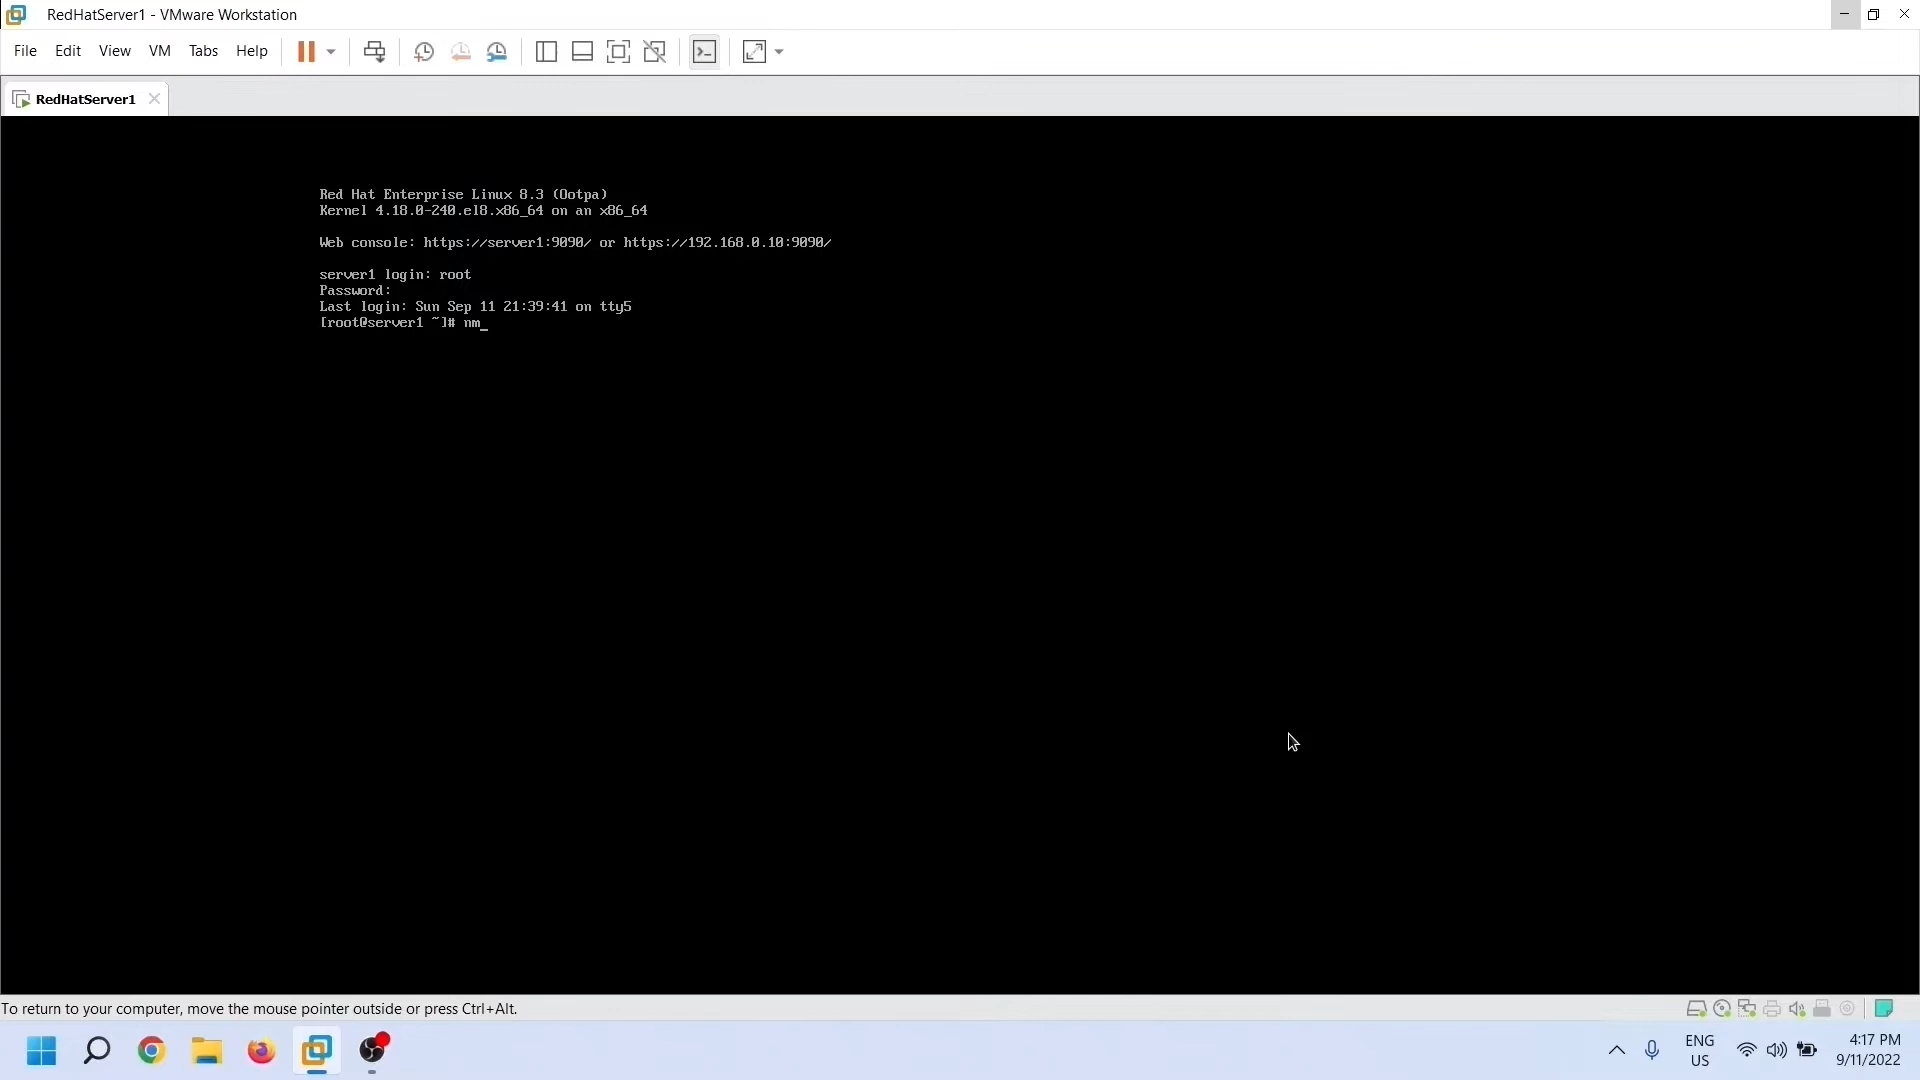 RedHatServer1 - VMware Workstation
File Edit View VM Tabs Help
RedHatServer1
Red Hat Enterprise Linux 8.3 (Ootpa)
Kernel 4.18.0-240.el8.x86_64 on an x86_64
Web console: https://server1:9090/ or https://192.168.0.10:9090/
server1 login: root
Password:
Last login: Sun Sep 11 21:39:41 on tty5
[root@server1 ~]# nm_
To return to your computer, move the mouse pointer outside or press Ctrl+Alt.
ENG
US
4:17 PM
9/11/2022